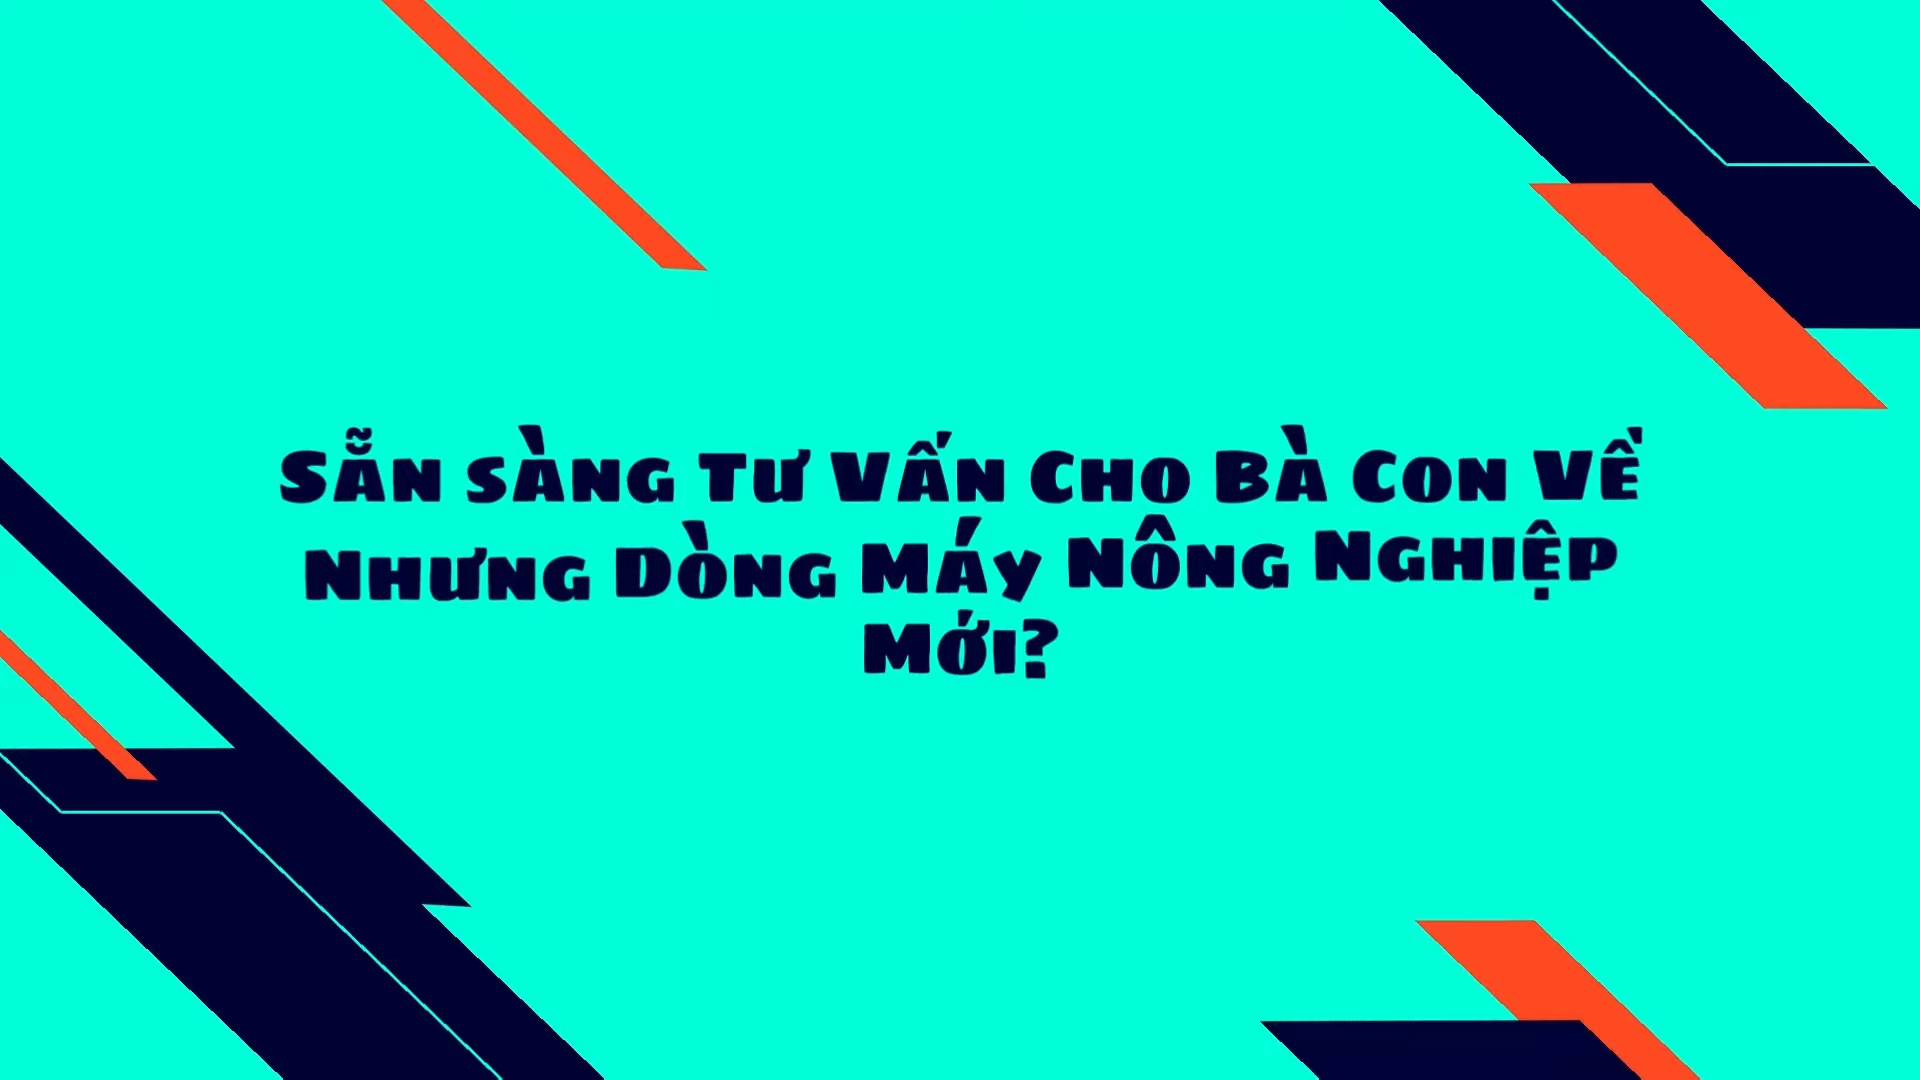 Sẵn sàng Tư Vấn Cho Bà Con Về
Nhưng Dòng Máy Nông Nghiệp
Mới?